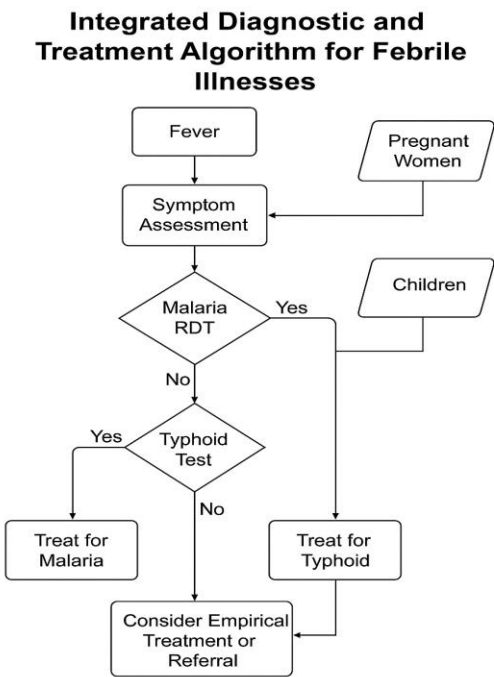 Integrated Diagnostic and
Treatment Algorithm for Febrile
Illnesses
Fever
Pregnant
Women
Symptom
Assessment
Children
Malaria
RDT
Yes
No
Yes
Typhoid
Test
No
Treat for
Malaria
Treat for
Typhoid
Consider Empirical
Treatment or
Referral